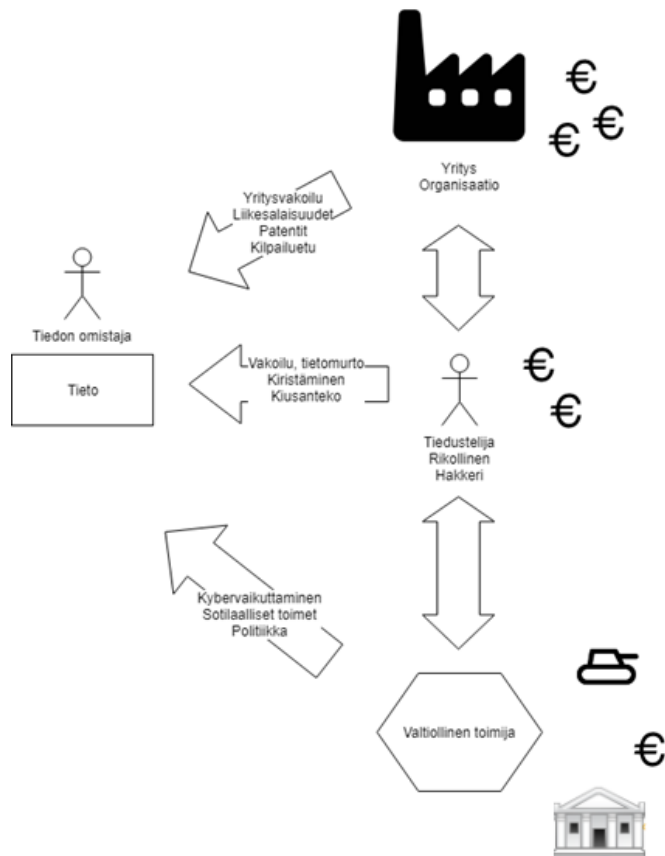 €
€
€
Yritys
Organisaatio
Yritysvakoilu
Liikesalaisuudet
Patentit
Kilpailuetu
Tiedon omistaja
Tieto
Vakoilu, tietomurto
Kiristäminen
Kiusanteko
€
€
Tiedustelija
Rikollinen
Hakkeri
Kybervaikuttaminen
Sotilaalliset toimet
Politiikka
Valtiollinen toimija
€